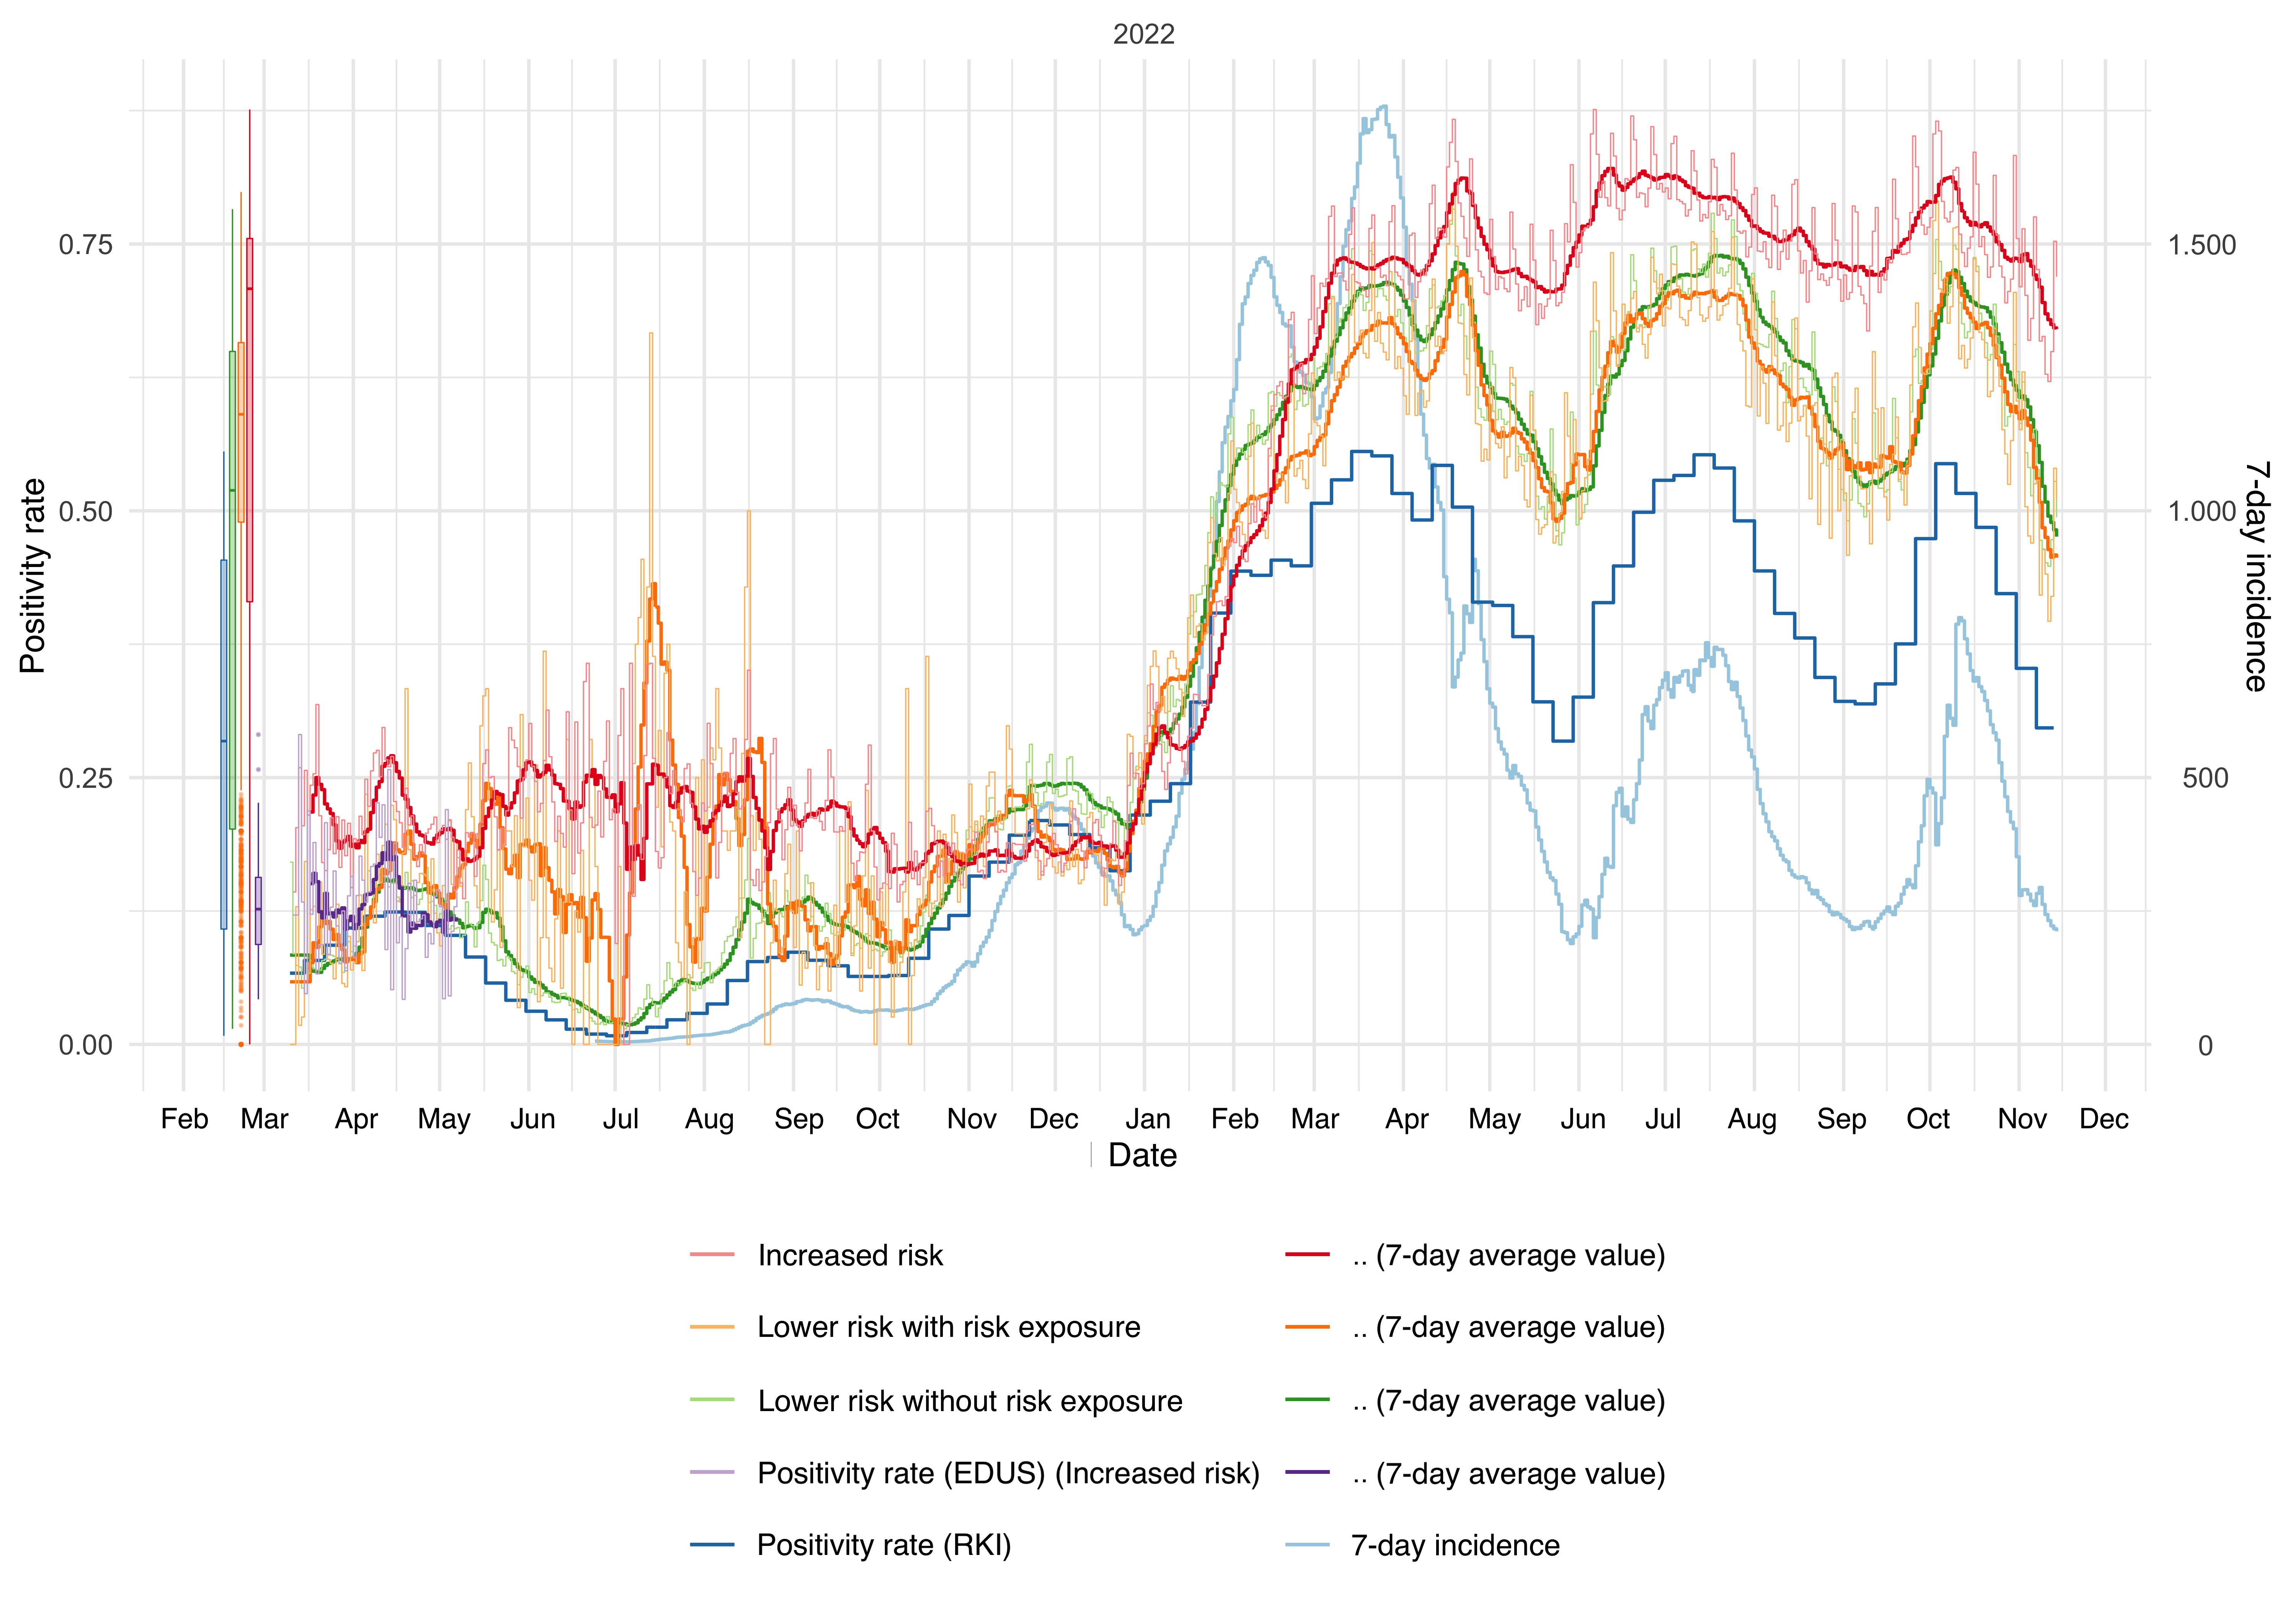 2022
0.75
0.50
0.25
0.00
Positivity rate
1.500
1.000
500
0
7-day incidence
Feb Mar Apr May Jun Jul Aug Sep Oct Nov Dec Jan Feb Mar Apr May Jun Jul Aug Sep Oct Nov Dec
Date
Increased risk .. (7-day average value)
Lower risk with risk exposure .. (7-day average value)
Lower risk without risk exposure .. (7-day average value)
Positivity rate (EDUS) (Increased risk) .. (7-day average value)
Positivity rate (RKI) 7-day incidence